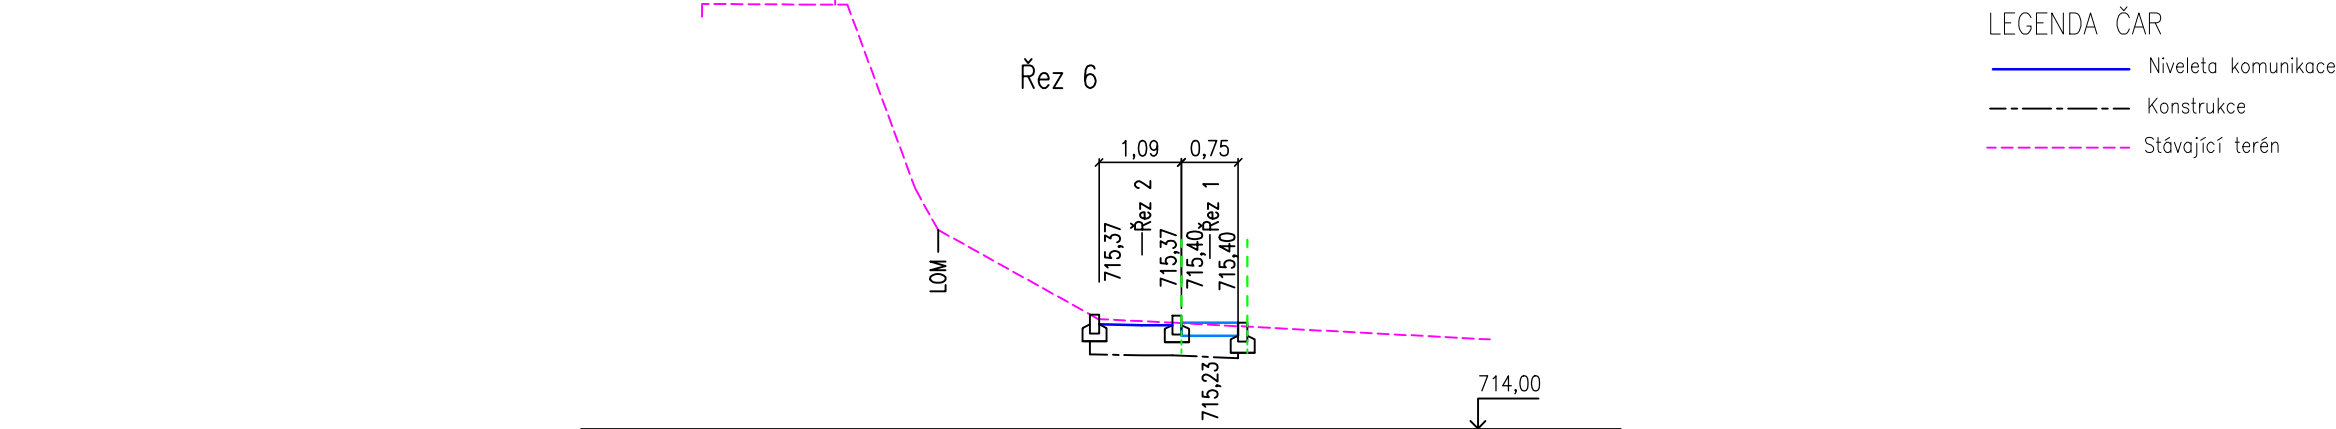 LEGENDA ČAR
Niveleta komunikace
Konstrukce
Stávající terén
Řez 6
1,09
0,75
Řez 2
Řez 1
715,37
715,37
715,40
715,40
LOM
715,23
714,00